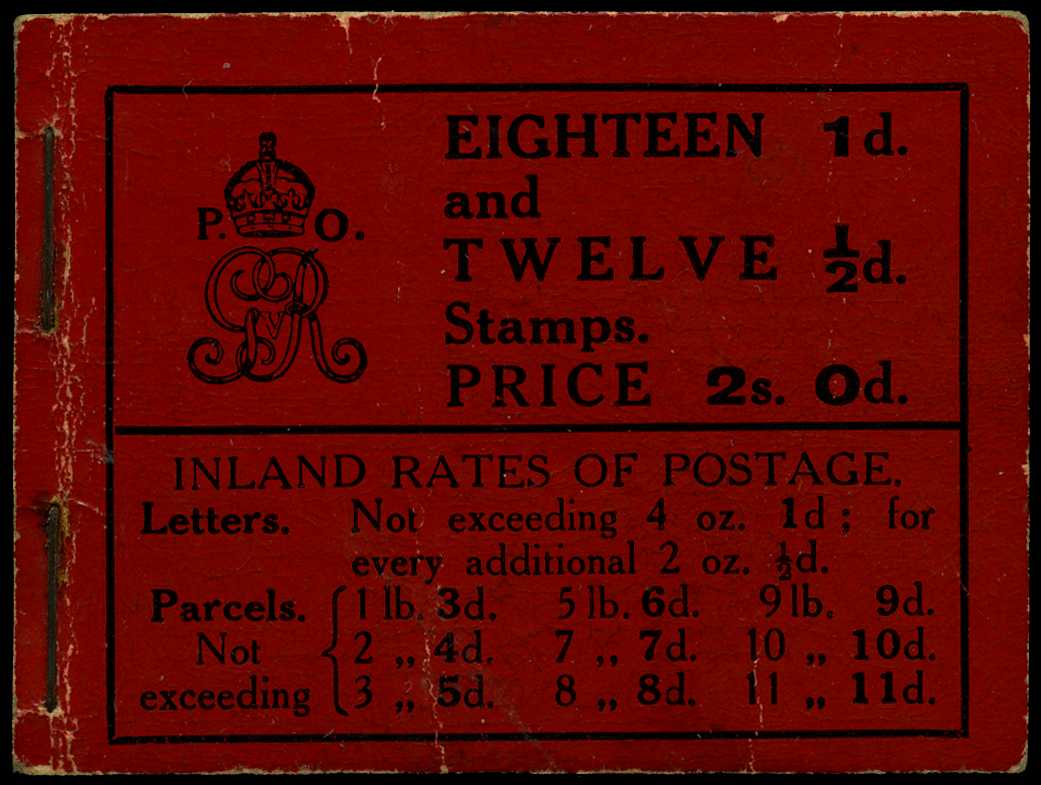 P. O.
GVR
EIGHTEEN 1d.
and
TWELVE ½d.
Stamps.
PRICE 2s. 0d.
INLAND RATES OF POSTAGE.
Letters. Not exceeding 4 oz. 1d ; for
every additional 2 oz. ½d.
Parcels. { 1 lb. 3d. 5 lb. 6d. 9 lb. 9d.
Not 2 „ 4d. 7 „ 7d. 10 „ 10d.
exceeding 3 „ 5d. 8 „ 8d. 11 „ 11d.